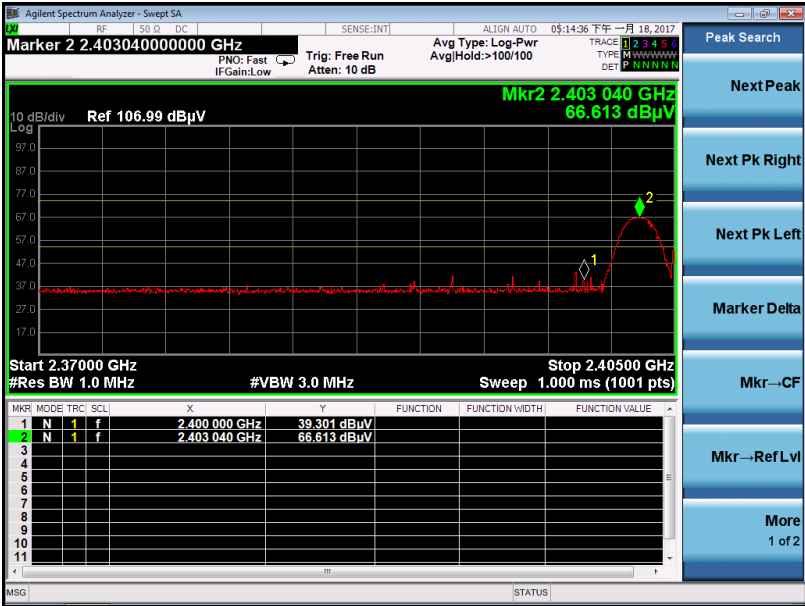 Agilent Spectrum Analyzer - Swept SA
LXI RF 50 Ω DC SENSE:INT ALIGN AUTO 05:14:36 下午 一月 18, 2017
Marker 2 2.403040000000 GHz
PNO: Fast
IFGain:Low
Trig: Free Run
Atten: 10 dB
Avg Type: Log-Pwr
Avg|Hold:>100/100
TRACE 1 2 3 4 5 6
TYPE M W W W W W
DET P N N N N N
Mkr2 2.403 040 GHz
66.613 dBµV
10 dB/div Ref 106.99 dBµV
Log
97.0
87.0
77.0
67.0
57.0
47.0
37.0
27.0
17.0
2
1
Start 2.37000 GHz Stop 2.40500 GHz
#Res BW 1.0 MHz #VBW 3.0 MHz Sweep 1.000 ms (1001 pts)
MKR MODE TRC SCL X Y FUNCTION FUNCTION WIDTH FUNCTION VALUE
1 N 1 f 2.400 000 GHz 39.301 dBµV
2 N 1 f 2.403 040 GHz 66.613 dBµV
3
4
5
6
7
8
9
10
11
MSG STATUS
Peak Search
Next Peak
Next Pk Right
Next Pk Left
Marker Delta
Mkr→CF
Mkr→Ref Lvl
More
1 of 2